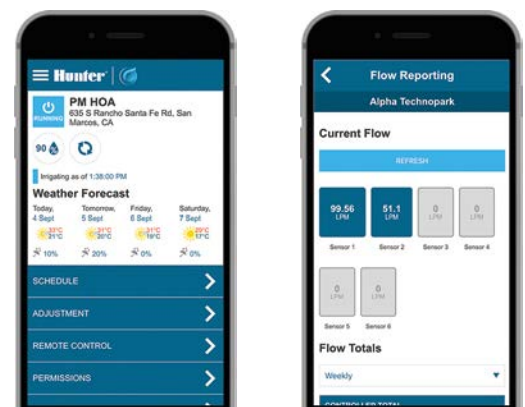 Hunter
RUNNING
PM HOA
635 S Rancho Santa Fe Rd, San
Marcos, CA
90
Irrigating as of 1:38:00 PM
Weather Forecast
Today, Tomorrow, Friday, Saturday,
4 Sept 5 Sept 6 Sept 7 Sept
10% 20% 0% 0%
SCHEDULE
ADJUSTMENT
REMOTE CONTROL
PERMISSIONS
Flow Reporting
Alpha Technopark
Current Flow
REFRESH
99.56 51.1 0 0
LPM LPM LPM LPM
Sensor 1 Sensor 2 Sensor 3 Sensor 4
0 0
LPM LPM
Sensor 5 Sensor 6
Flow Totals
Weekly
CONTROLLER TOTAL